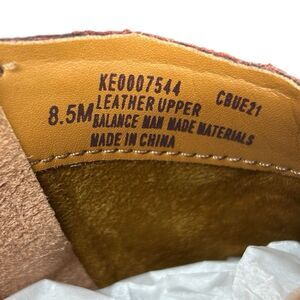 KE0007544
8.5M LEATHER UPPER CBUE21
BALANCE MAN MADE MATERIALS
MADE IN CHINA